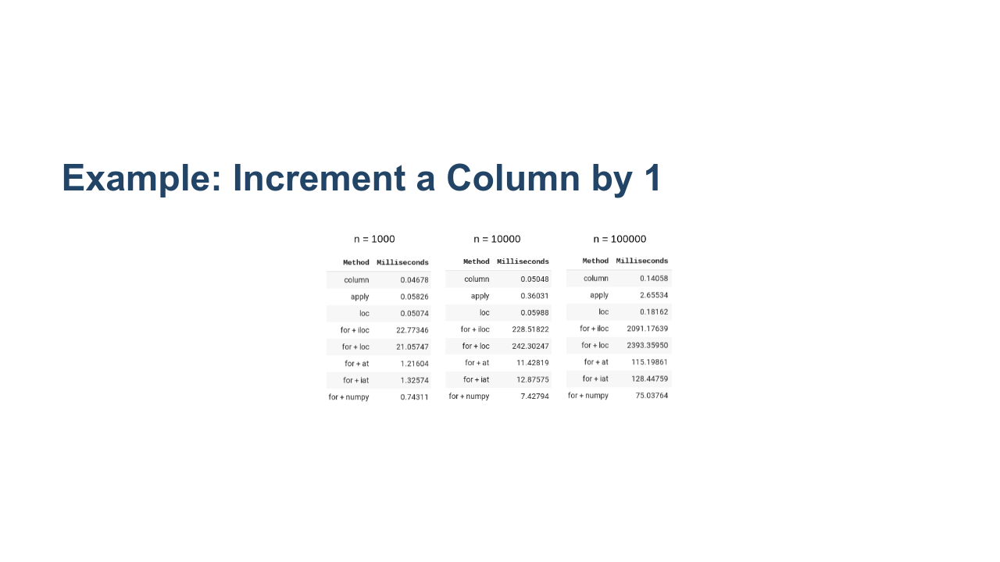 Example: Increment a Column by 1
n = 1000
Method Milliseconds
column 0.04678
apply 0.05826
loc 0.05074
for + iloc 22.77346
for + loc 21.05747
for + at 1.21604
for + iat 1.32574
for + numpy 0.74311
n = 10000
Method Milliseconds
column 0.05048
apply 0.36031
loc 0.05988
for + iloc 228.51822
for + loc 242.30247
for + at 11.42819
for + iat 12.87575
for + numpy 7.42794
n = 100000
Method Milliseconds
column 0.14058
apply 2.65534
loc 0.18162
for + iloc 2091.17639
for + loc 2393.35950
for + at 115.19861
for + iat 128.44759
for + numpy 75.03764